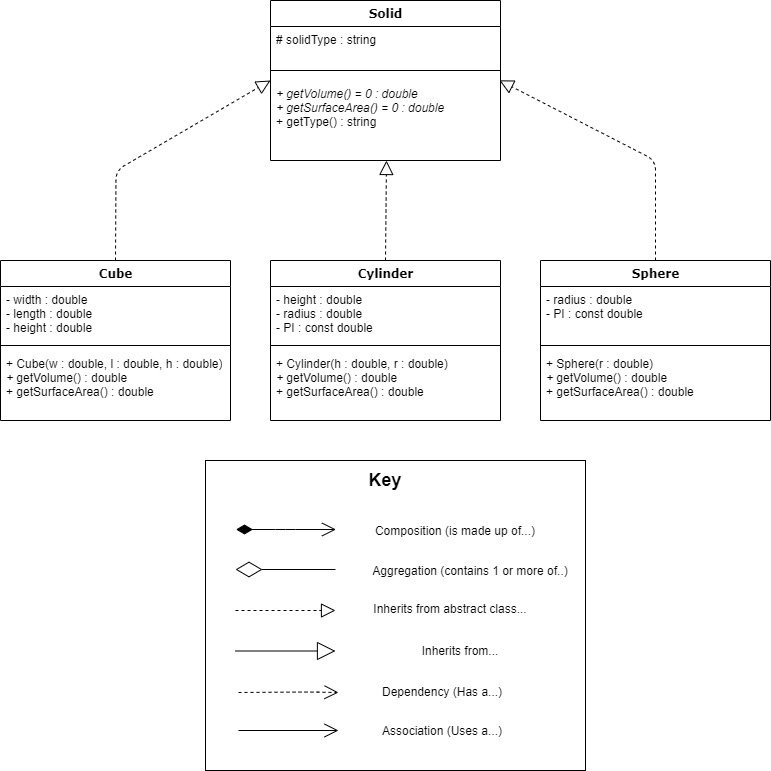 Solid
# solidType : string
+ getVolume() = 0 : double
+ getSurfaceArea() = 0 : double
+ getType() : string
Cube
- width : double
- length : double
- height : double
+ Cube(w : double, l : double, h : double)
+ getVolume() : double
+ getSurfaceArea() : double
Cylinder
- height : double
- radius : double
- PI : const double
+ Cylinder(h : double, r : double)
+ getVolume() : double
+ getSurfaceArea() : double
Sphere
- radius : double
- PI : const double
+ Sphere(r : double)
+ getVolume() : double
+ getSurfaceArea() : double
Key
Composition (is made up of...)
Aggregation (contains 1 or more of..)
Inherits from abstract class...
Inherits from...
Dependency (Has a...)
Association (Uses a...)